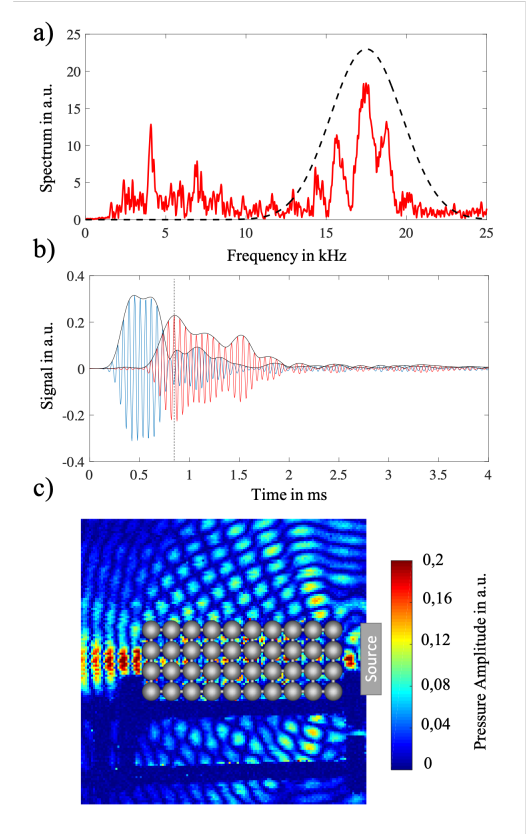 a)
Spectrum in a.u.
25
20
15
10
5
0
0 5 10 15 20 25
Frequency in kHz
b)
Signal in a.u.
0.4
0.2
0
-0.2
-0.4
0 0.5 1 1.5 2 2.5 3 3.5 4
Time in ms
c)
Source
0,2
0,16
0,12
0,08
0,04
0
Pressure Amplitude in a.u.